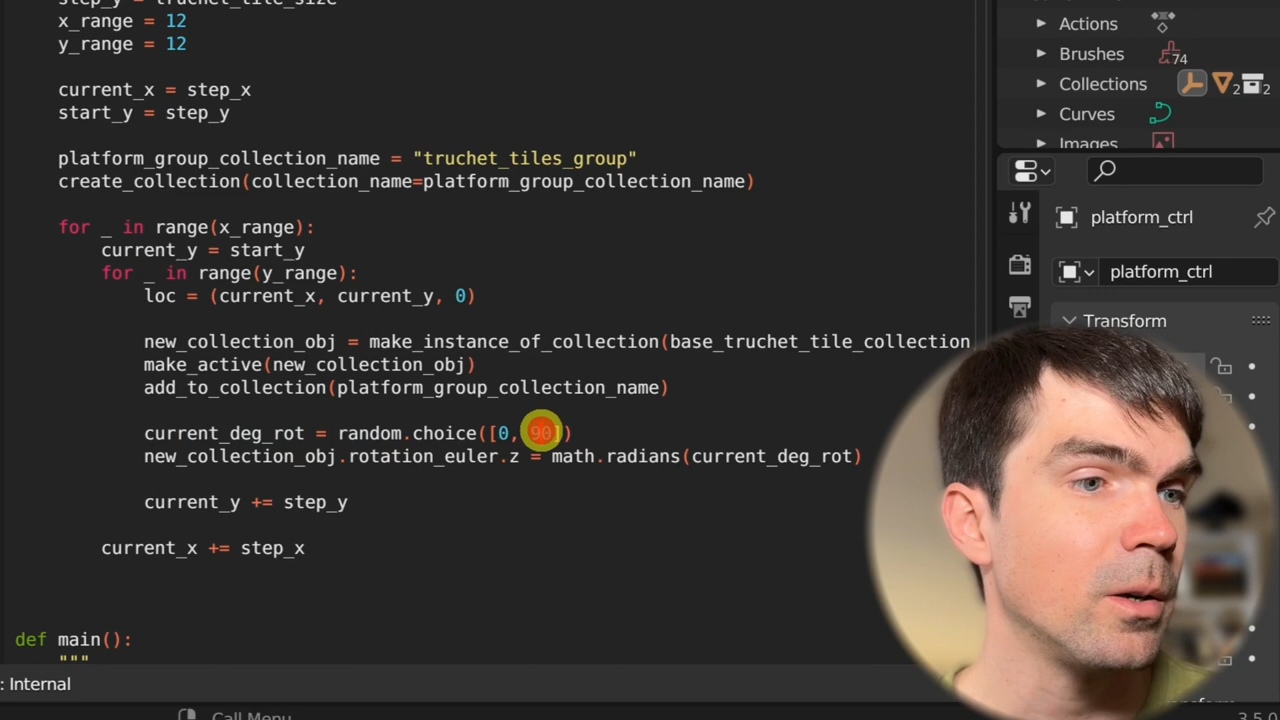 step_y = truchet_tile_size
x_range = 12
y_range = 12
current_x = step_x
start_y = step_y
platform_group_collection_name = "truchet_tiles_group"
create_collection(collection_name=platform_group_collection_name)
for _ in range(x_range):
current_y = start_y
for _ in range(y_range):
loc = (current_x, current_y, 0)
new_collection_obj = make_instance_of_collection(base_truchet_tile_collection
make_active(new_collection_obj)
add_to_collection(platform_group_collection_name)
current_deg_rot = random.choice([0, 90])
new_collection_obj.rotation_euler.z = math.radians(current_deg_rot)
current_y += step_y
current_x += step_x
def main():
"""
: Internal
Call Menu
Actions
Brushes 74
Collections 2 2
Curves
Images
platform_ctrl
platform_ctrl
Transform
3.5.0